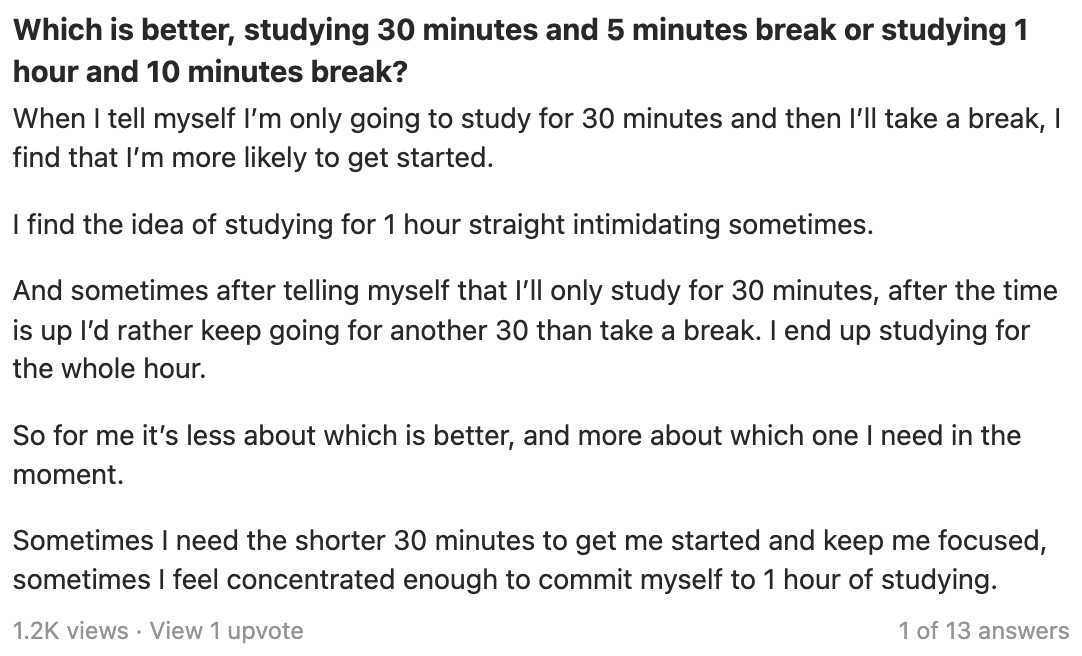 Which is better, studying 30 minutes and 5 minutes break or studying 1
hour and 10 minutes break?
When I tell myself I’m only going to study for 30 minutes and then I’ll take a break, I
find that I’m more likely to get started.
I find the idea of studying for 1 hour straight intimidating sometimes.
And sometimes after telling myself that I’ll only study for 30 minutes, after the time
is up I’d rather keep going for another 30 than take a break. I end up studying for
the whole hour.
So for me it’s less about which is better, and more about which one I need in the
moment.
Sometimes I need the shorter 30 minutes to get me started and keep me focused,
sometimes I feel concentrated enough to commit myself to 1 hour of studying.
1.2K views · View 1 upvote
1 of 13 answers